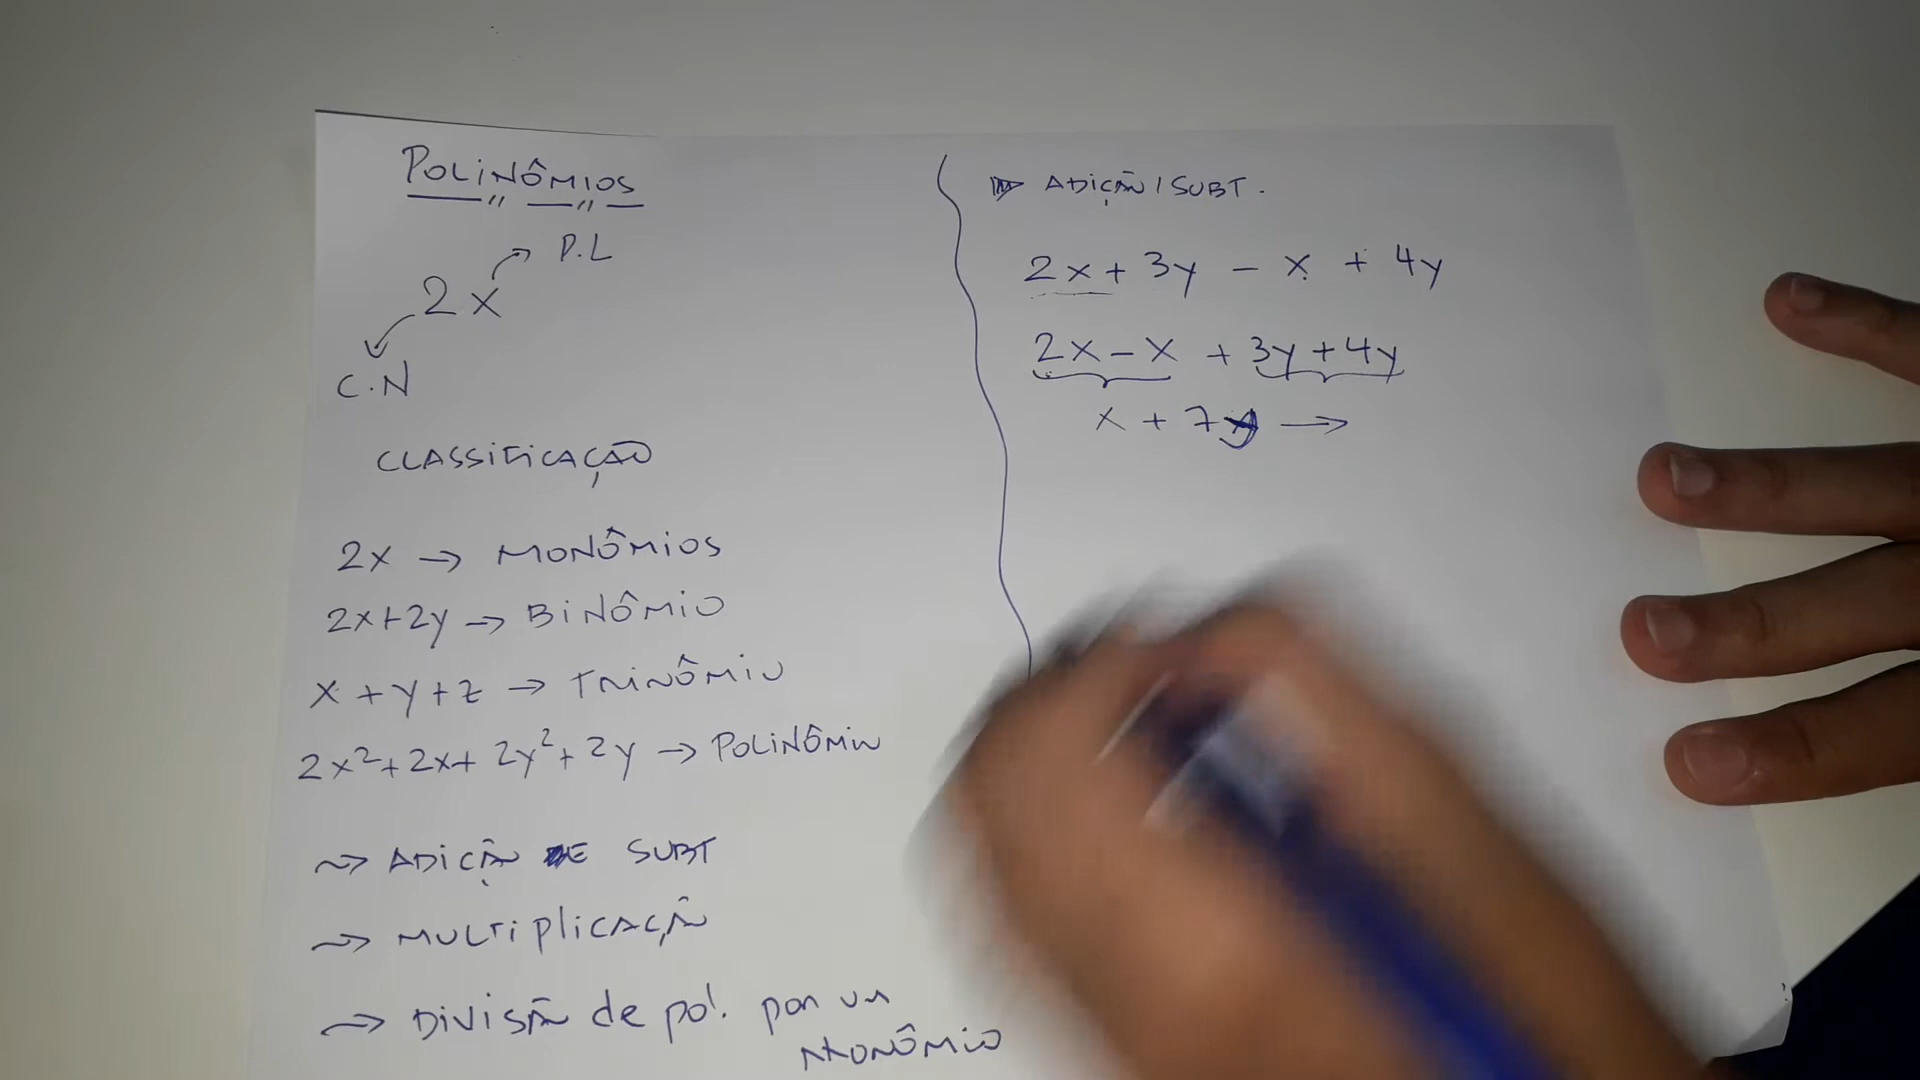 POLINÔMIOS
P.L
2x
C.N
CLASSIFICAÇÃO
2x → MONÔMIOS
2x+2y → BINÔMIO
x + y + z → TRINÔMIO
2x²+2x+2y²+2y → POLINÔMIO
→ ADIÇÃO E SUBT
→ MULTIPLICAÇÃO
→ DIVISÃO de pol. por um
MONÔMIO
ADIÇÃO / SUBT.
2x + 3y - x + 4y
2x - x + 3y + 4y
x + 7y →